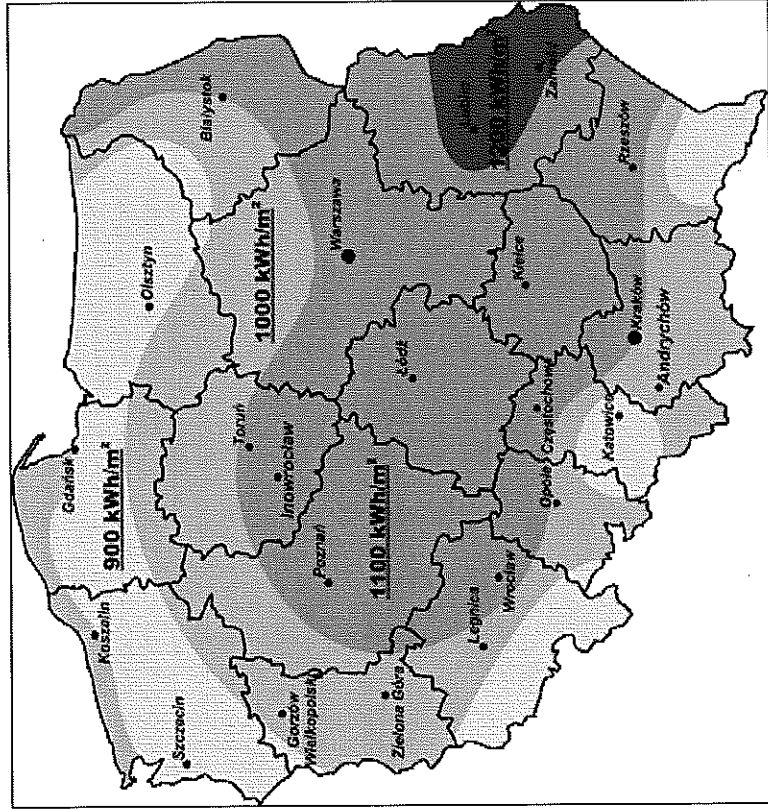 Koszalin
Gdańsk
900 kWh/m²
Szczecin
Olsztyn
Białystok
Gorzów
Wielkopolski
Toruń
Inowrocław
1000 kWh/m²
Poznań
Warszawa
Zielona Góra
1100 kWh/m²
Łódź
Legnica
Wrocław
Opole
Częstochowa
Kielce
Zamość
Katowice
Kraków
Rzeszów
Andrychów